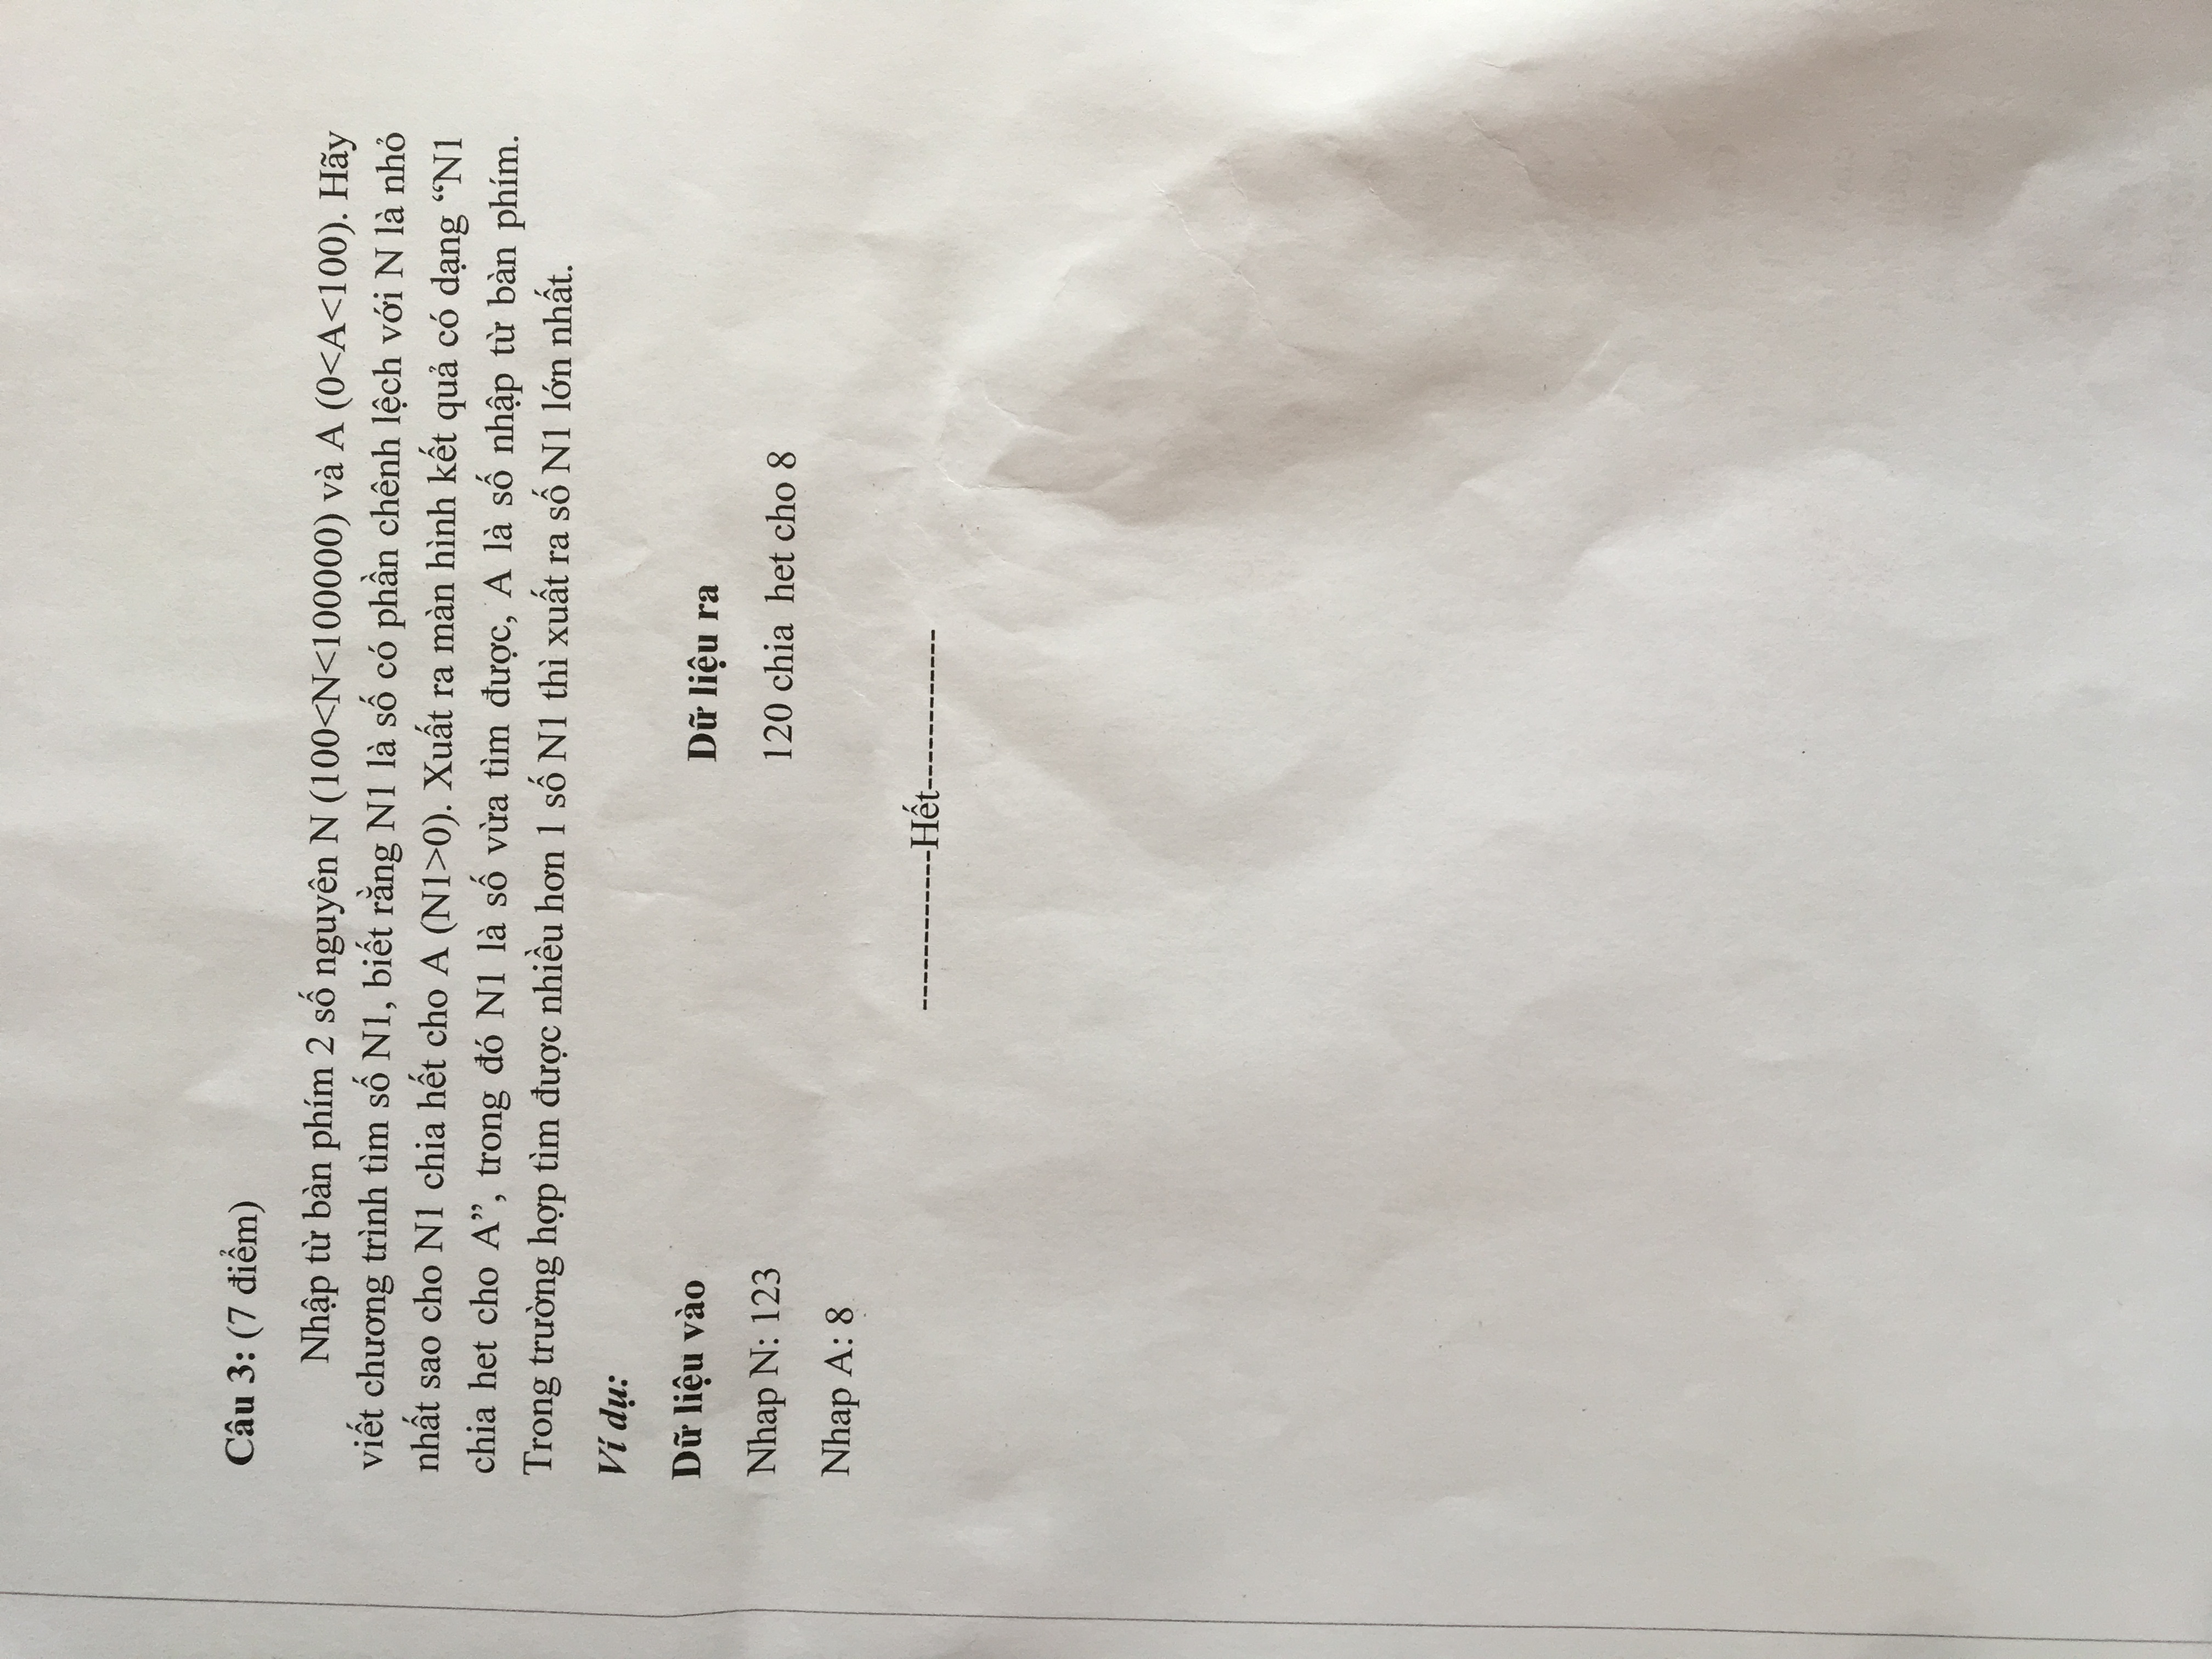 Câu 3: (7 điểm)
Nhập từ bàn phím 2 số nguyên N (100<N<100000) và A (0<A<100). Hãy
viết chương trình tìm số N1, biết rằng N1 là số có phần chênh lệch với N là nhỏ
nhất sao cho N1 chia hết cho A (N1>0). Xuất ra màn hình kết quả có dạng “N1
chia het cho A”, trong đó N1 là số vừa tìm được, A là số nhập từ bàn phím.
Trong trường hợp tìm được nhiều hơn 1 số N1 thì xuất ra số N1 lớn nhất.
Ví dụ:
Dữ liệu vào
Dữ liệu ra
Nhap N: 123
120 chia  het cho 8
Nhap A: 8
------------Hết------------